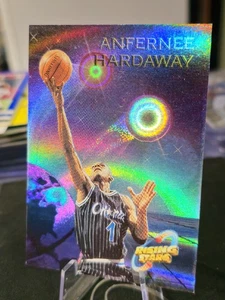 ANFERNEE
HARDAWAY
Orlando
1
RISING
STARS